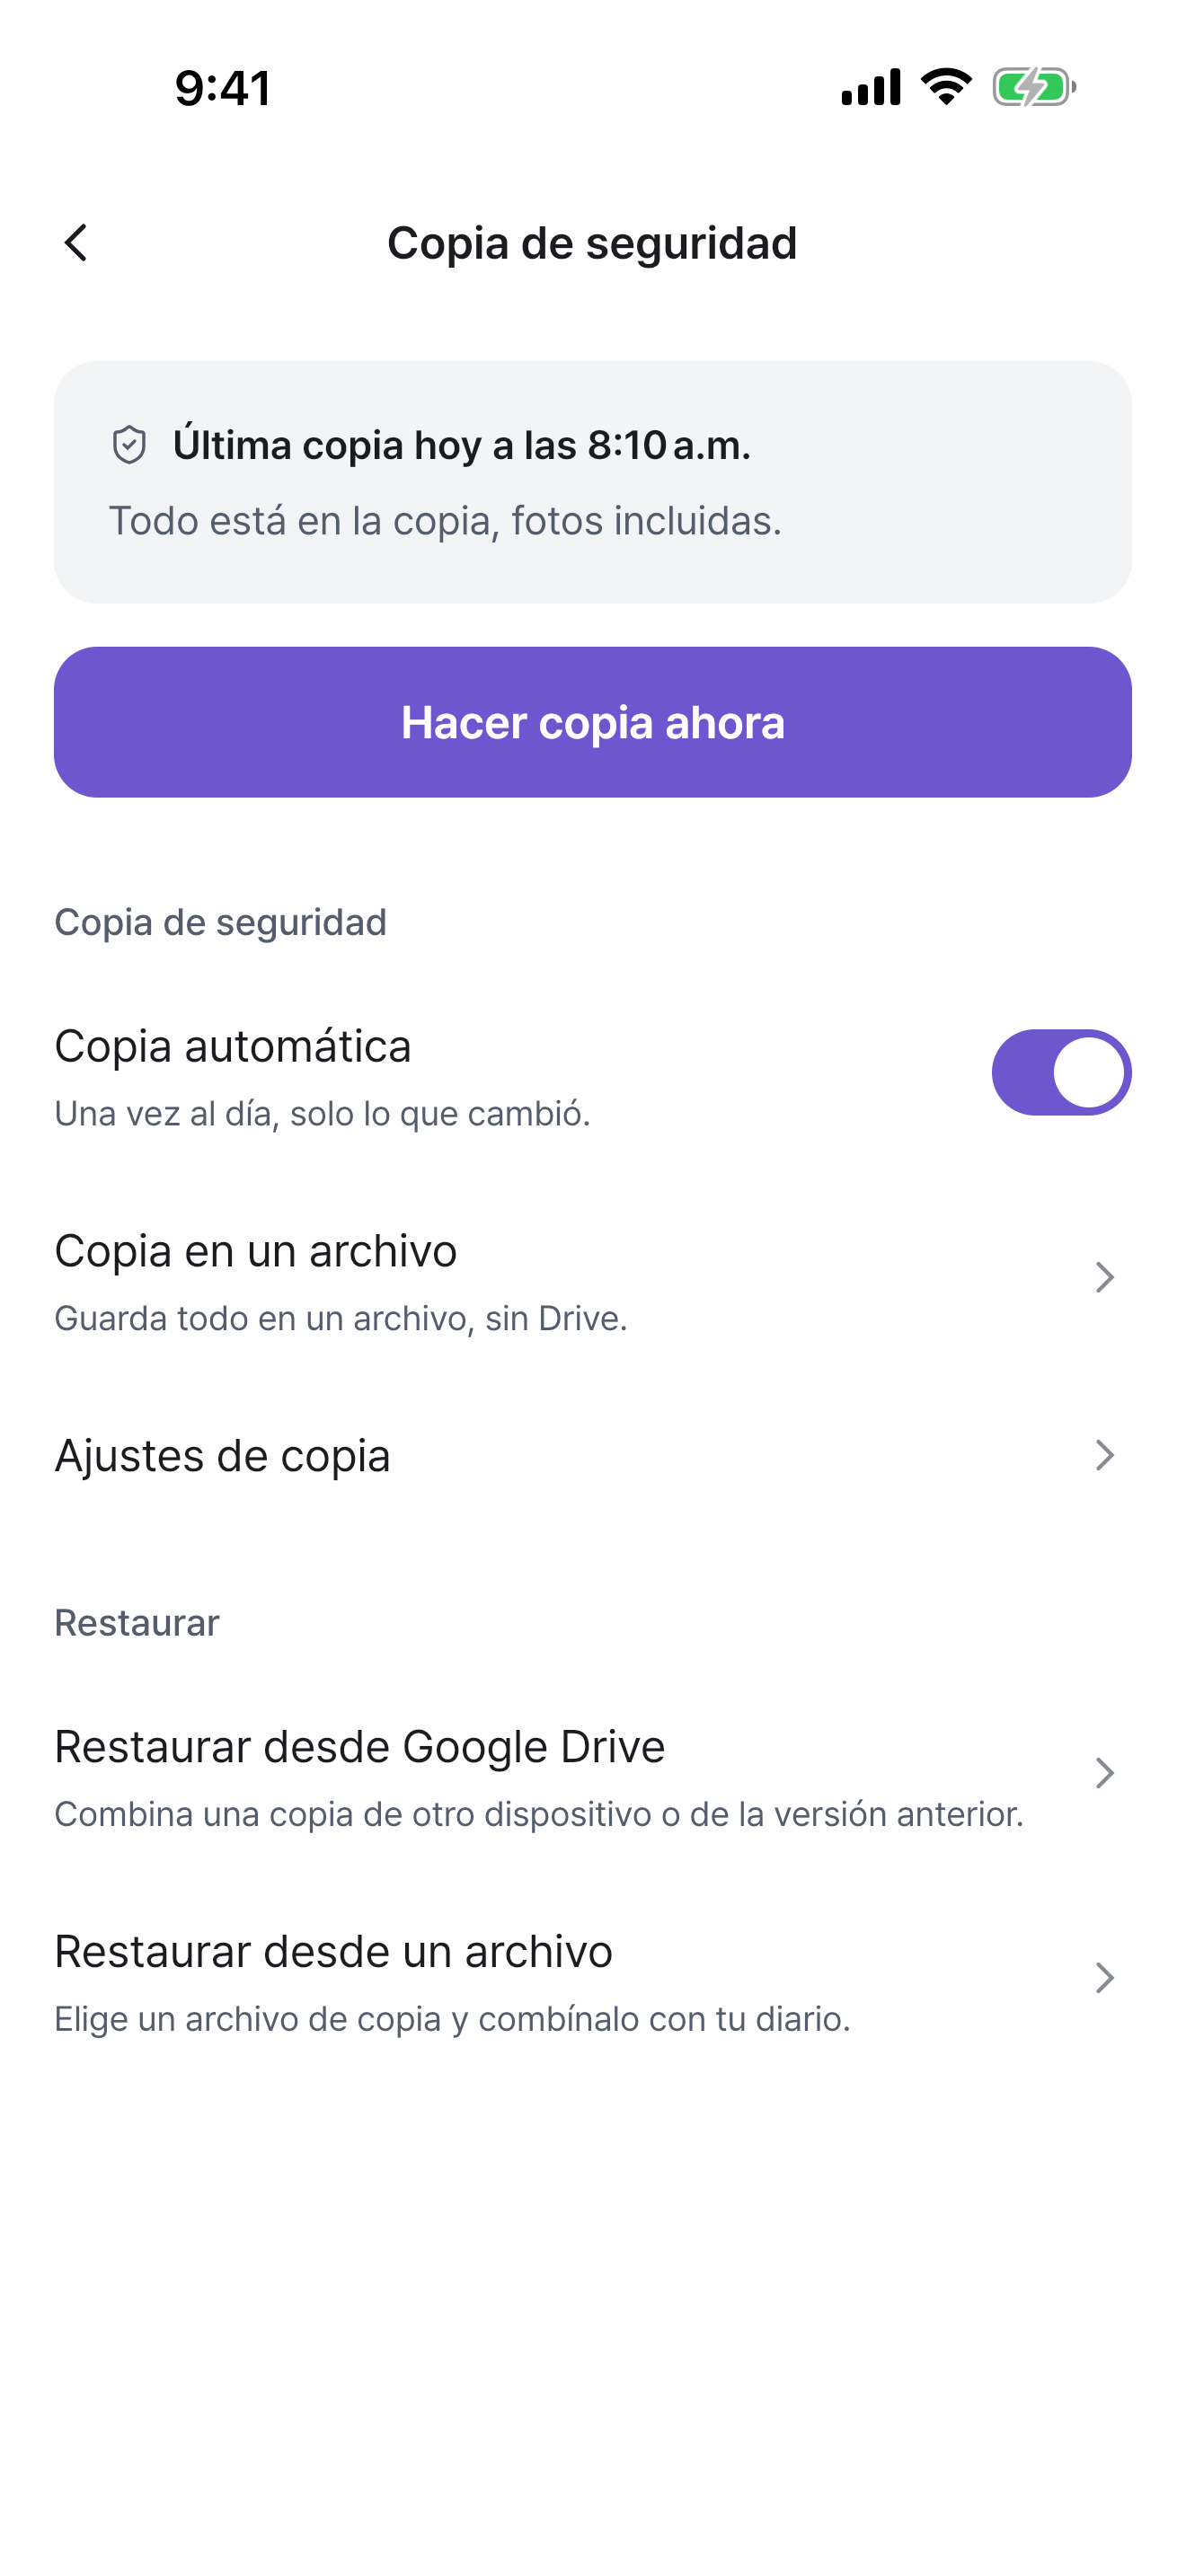 9:41
Copia de seguridad
Última copia hoy a las 8:10 a.m.
Todo está en la copia, fotos incluidas.
Hacer copia ahora
Copia de seguridad
Copia automática
Una vez al día, solo lo que cambió.
Copia en un archivo
Guarda todo en un archivo, sin Drive.
Ajustes de copia
Restaurar
Restaurar desde Google Drive
Combina una copia de otro dispositivo o de la versión anterior.
Restaurar desde un archivo
Elige un archivo de copia y combínalo con tu diario.